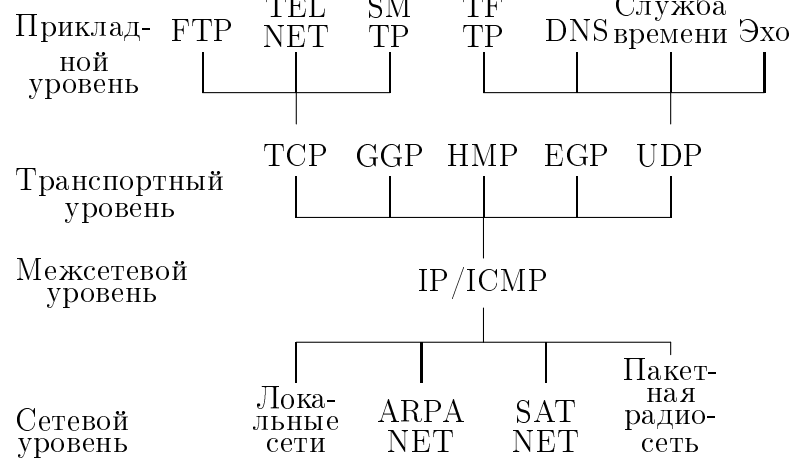 TEL SM TF Служба
Приклад- FTP NET TP TP DNS времени Эхо
ной
уровень
TCP GGP HMP EGP UDP
Транспортный
уровень
Межсетевой
уровень
IP/ICMP
Сетевой
уровень
Лока-
льные
сети
ARPA
NET
SAT
NET
Пакет-
ная
радио-
сеть